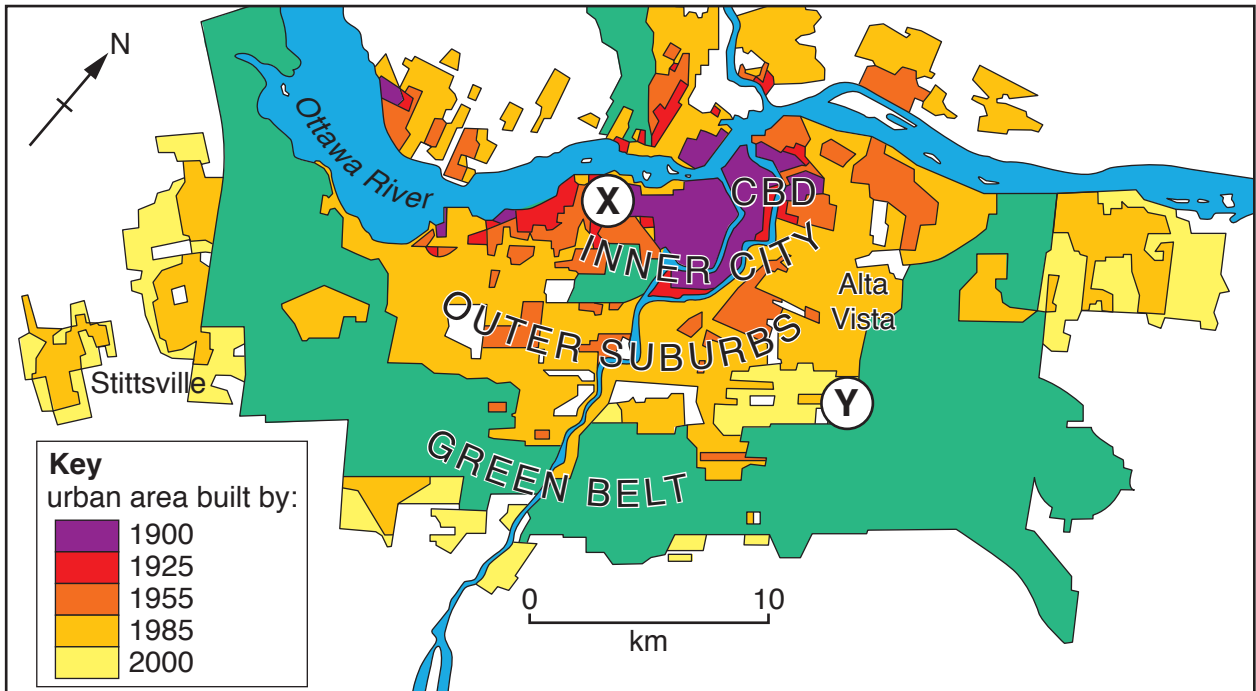 N
Ottawa River
X
CBD
INNER CITY
Alta
Vista
OUTER SUBURBS
Stittsville
Y
GREEN BELT
Key
urban area built by:
1900
1925
1955
1985
2000
0 10
km